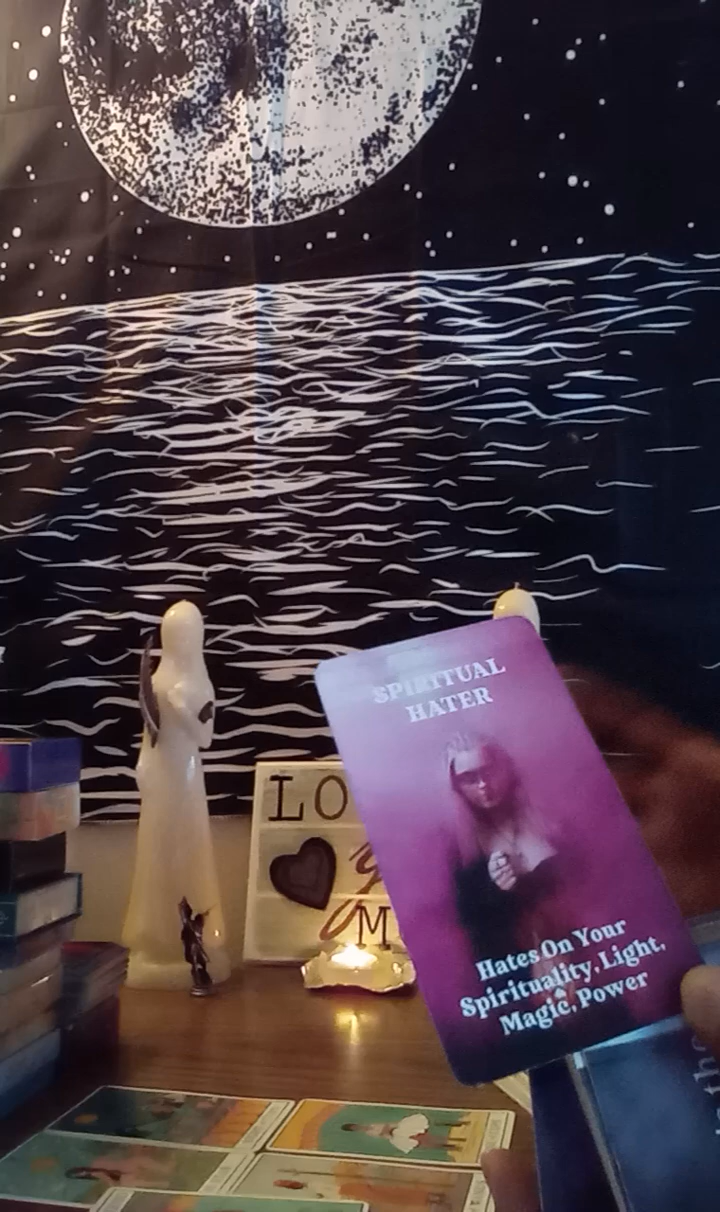 SPIRITUAL
HATER
LO
M
Hates On Your
Spirituality, Light,
Magic, Power